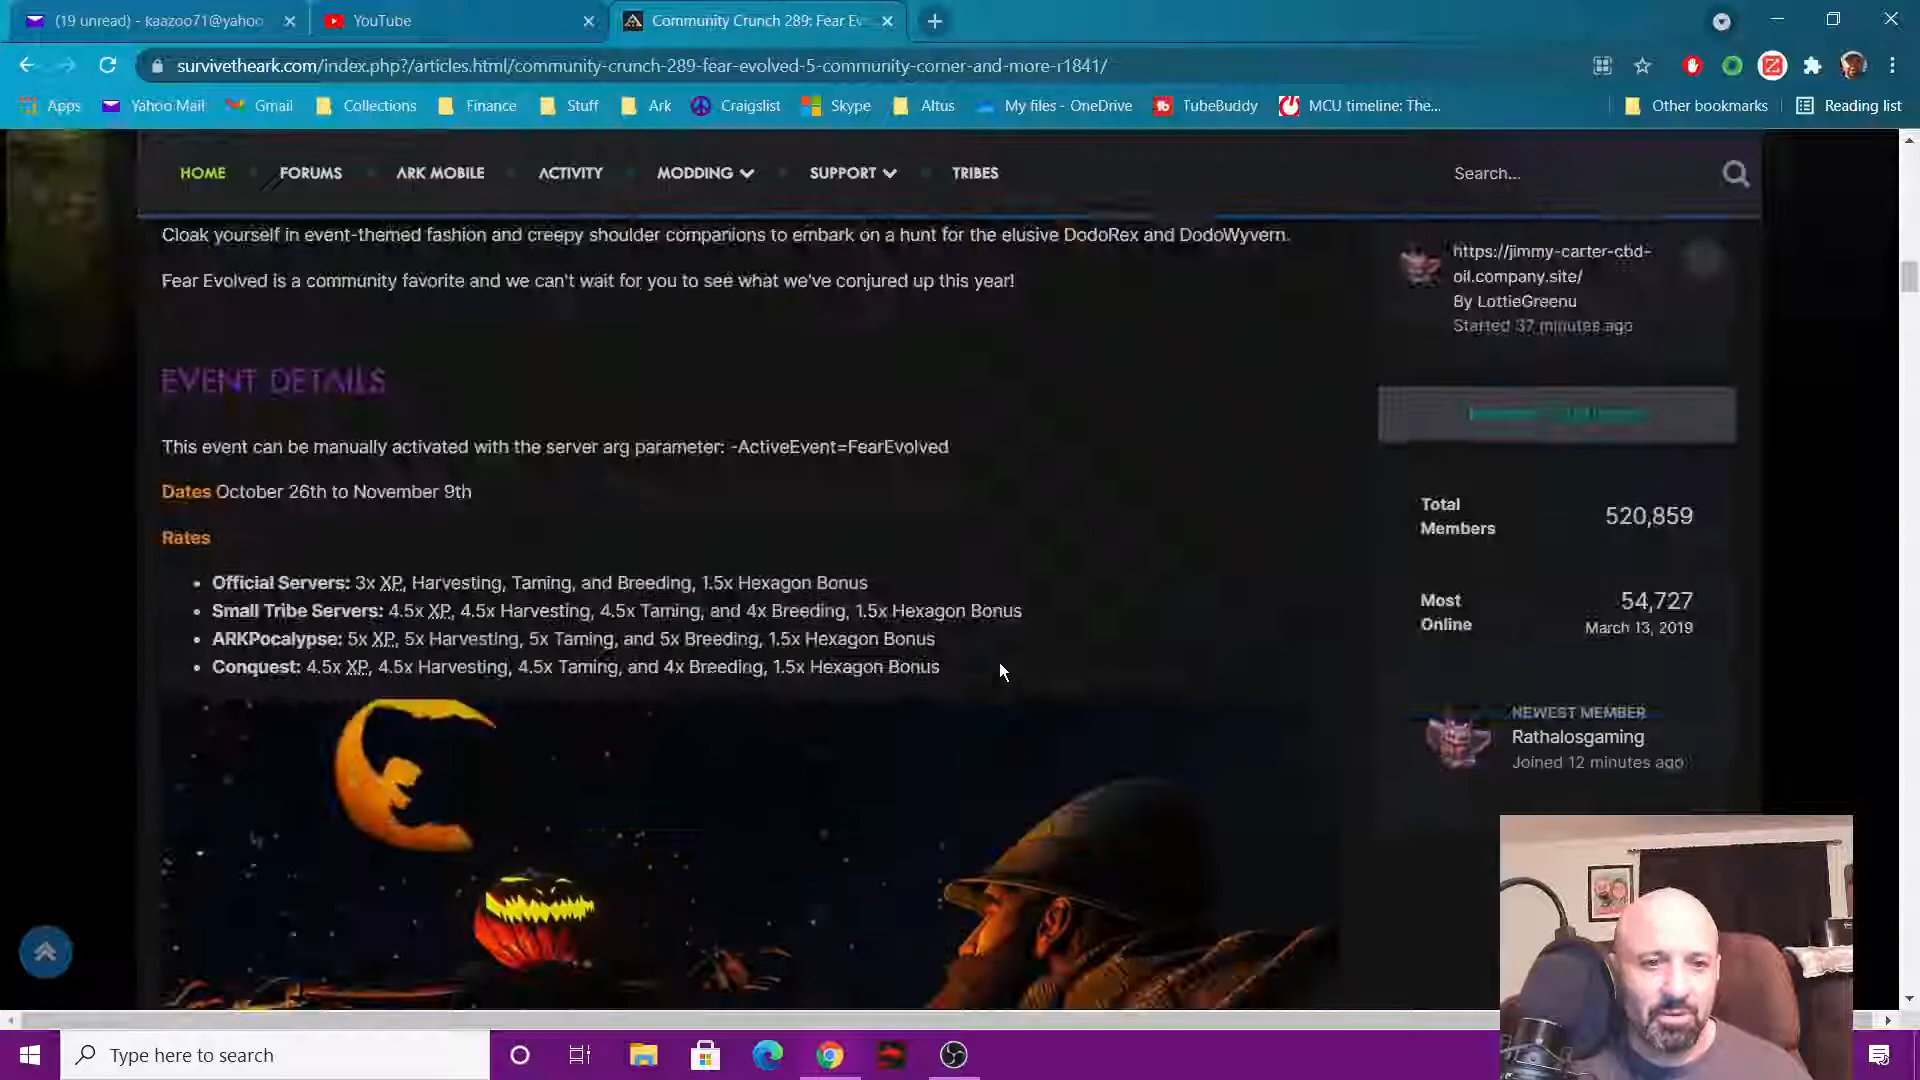 (19 unread) - kaazoo71@yahoo
YouTube
Community Crunch 289: Fear Ev
survivetheark.com/index.php?/articles.html/community-crunch-289-fear-evolved-5-community-corner-and-more-r1841/
Apps
Yahoo Mail
Gmail
Collections
Finance
Stuff
Ark
Craigslist
Skype
Altus
My files - OneDrive
TubeBuddy
MCU timeline: The...
Other bookmarks
Reading list
HOME
FORUMS
ARK MOBILE
ACTIVITY
MODDING
SUPPORT
TRIBES
Search...
Cloak yourself in event-themed fashion and creepy shoulder companions to embark on a hunt for the elusive DodoRex and DodoWyvern.
Fear Evolved is a community favorite and we can't wait for you to see what we've conjured up this year!
EVENT DETAILS
This event can be manually activated with the server arg parameter: -ActiveEvent=FearEvolved
Dates October 26th to November 9th
Rates
• Official Servers: 3x XP, Harvesting, Taming, and Breeding, 1.5x Hexagon Bonus
• Small Tribe Servers: 4.5x XP, 4.5x Harvesting, 4.5x Taming, and 4x Breeding, 1.5x Hexagon Bonus
• ARKPocalypse: 5x XP, 5x Harvesting, 5x Taming, and 5x Breeding, 1.5x Hexagon Bonus
• Conquest: 4.5x XP, 4.5x Harvesting, 4.5x Taming, and 4x Breeding, 1.5x Hexagon Bonus
https://jimmy-carter-cbd-
oil.company.site/
By LottieGreenu
Started 37 minutes ago
Total
Members
520,859
Most
Online
54,727
March 13, 2019
NEWEST MEMBER
Rathalosgaming
Joined 12 minutes ago
Type here to search